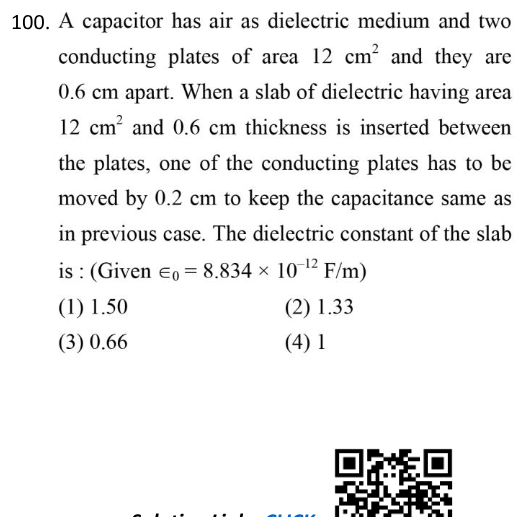 100. A capacitor has air as dielectric medium and two
conducting plates of area 12 cm² and they are
0.6 cm apart. When a slab of dielectric having area
12 cm² and 0.6 cm thickness is inserted between
the plates, one of the conducting plates has to be
moved by 0.2 cm to keep the capacitance same as
in previous case. The dielectric constant of the slab
is : (Given ∈₀ = 8.834 × 10⁻¹² F/m)
(1) 1.50 (2) 1.33
(3) 0.66 (4) 1